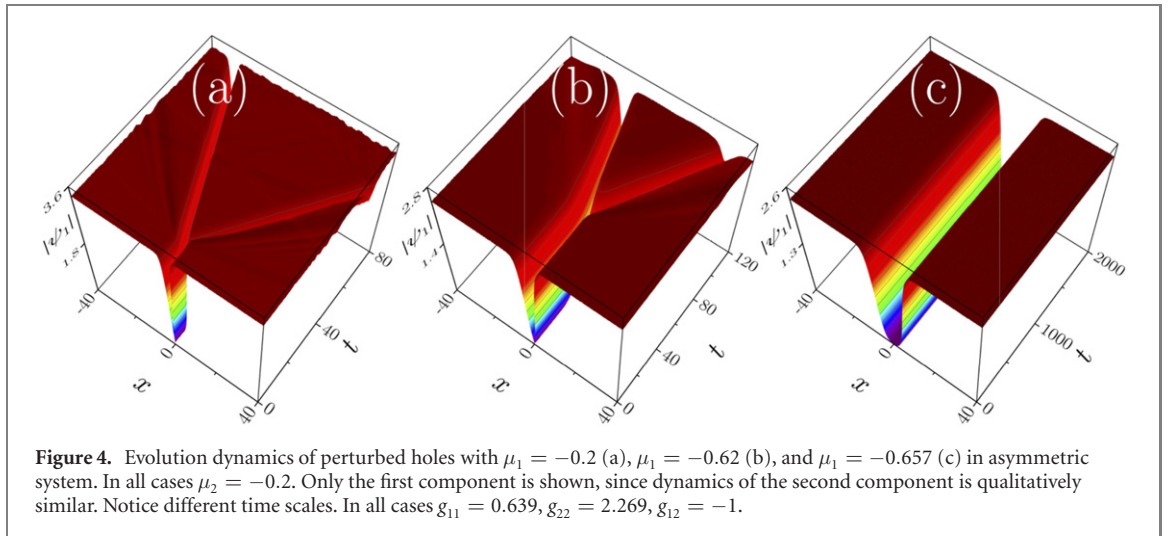 (a)
(b)
(c)
3.6
|ψ₁|
1.8
-40
0
x
40
0
40
t
80
2.8
|ψ₁|
1.4
-40
0
x
40
0
40
80
t
120
2.6
|ψ₁|
1.3
-40
0
x
40
0
1000
t
2000
Figure 4. Evolution dynamics of perturbed holes with μ₁ = −0.2 (a), μ₁ = −0.62 (b), and μ₁ = −0.657 (c) in asymmetric
system. In all cases μ₂ = −0.2. Only the first component is shown, since dynamics of the second component is qualitatively
similar. Notice different time scales. In all cases g₁₁ = 0.639, g₂₂ = 2.269, g₁₂ = −1.